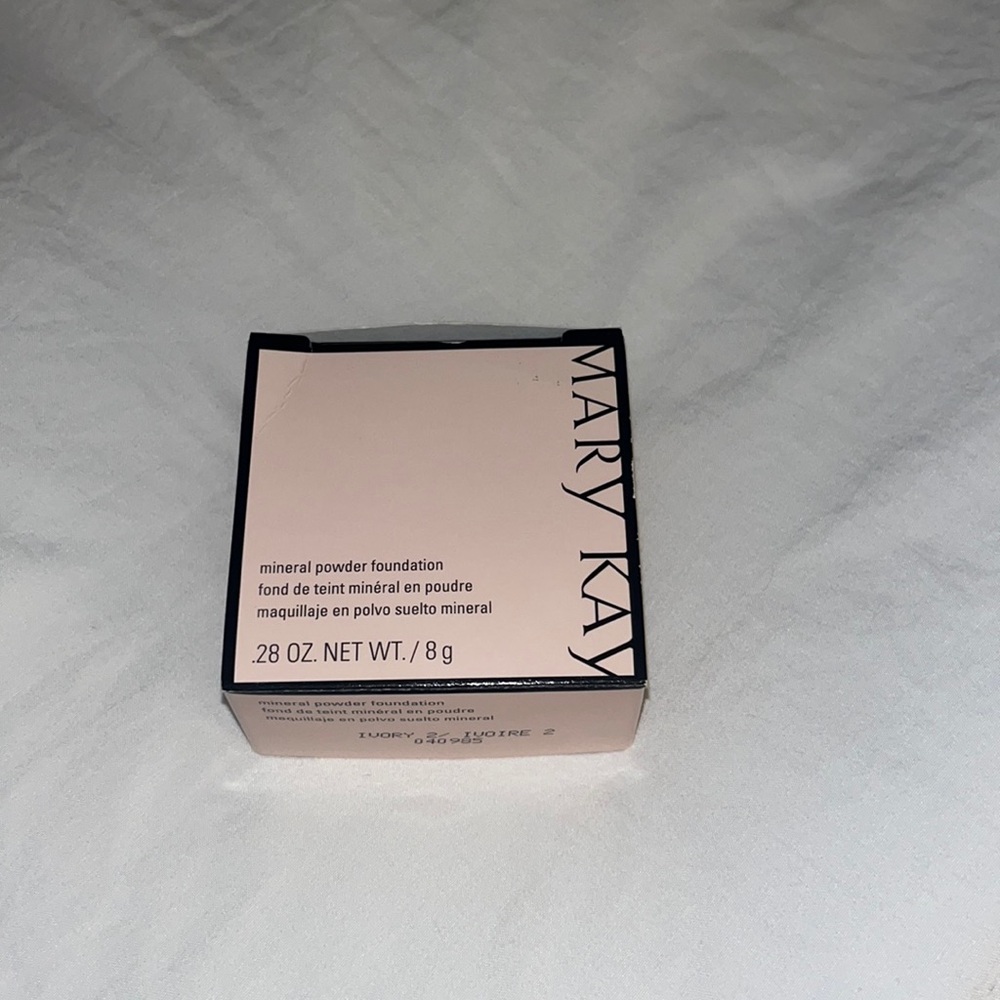 MARY KAY
mineral powder foundation
fond de teint minéral en poudre
maquillaje en polvo suelto mineral
.28 OZ. NET WT. / 8 g
mineral powder foundation
fond de teint minéral en poudre
maquillaje en polvo suelto mineral
IVORY 2/ IVOIRE 2
040985